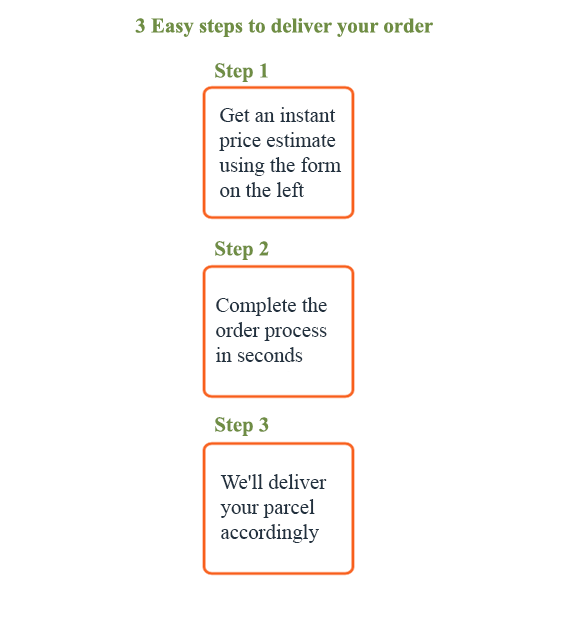 3 Easy steps to deliver your order
Step 1
Get an instant
price estimate
using the form
on the left
Step 2
Complete the
order process
in seconds
Step 3
We'll deliver
your parcel
accordingly